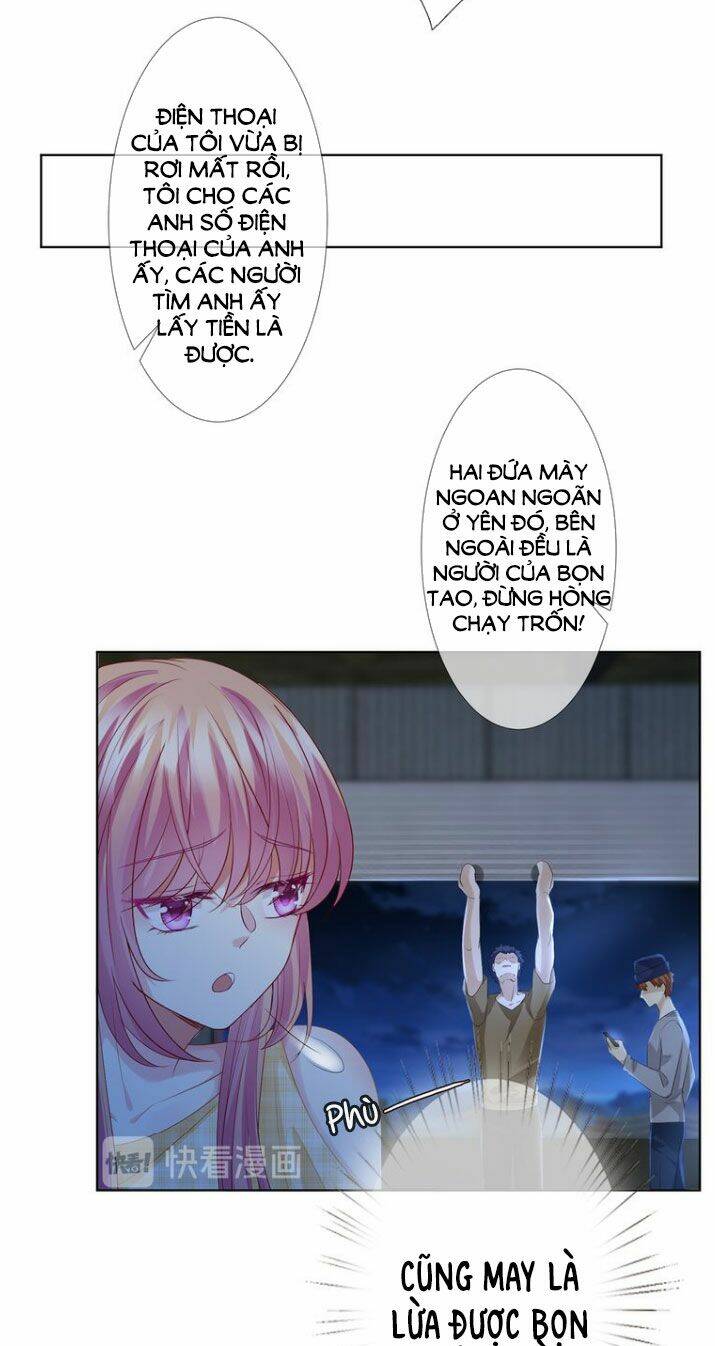 ĐIỆN THOẠI
CỦA TÔI VỪA BỊ
RƠI MẤT RỒI,
TÔI CHO CÁC
ANH SỐ ĐIỆN
THOẠI CỦA ANH
ẤY, CÁC NGƯỜI
TÌM ANH ẤY
LẤY TIỀN LÀ
ĐƯỢC.
HAI ĐỨA MÀY
NGOAN NGOÃN
Ở YÊN ĐÓ, BÊN
NGOÀI ĐỀU LÀ
NGƯỜI CỦA BỌN
TAO, ĐỪNG HÒNG
CHẠY TRỐN!
PHÙ
快看! 快看漫画
CŨNG MAY LÀ
LỪA ĐƯỢC BỌN